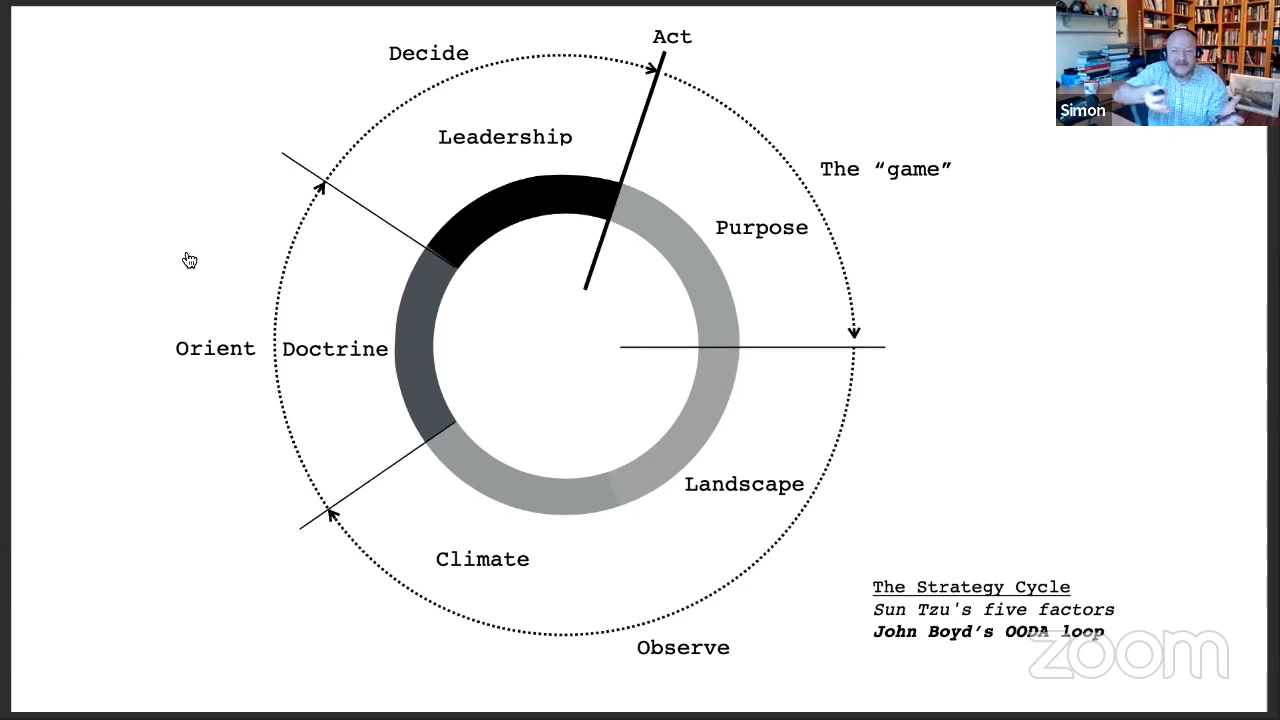 Act
Decide
Simon
Leadership
The “game”
Purpose
Orient
Doctrine
Landscape
Climate
The Strategy Cycle
Sun Tzu's five factors
John Boyd’s OODA loop
Observe
zoom